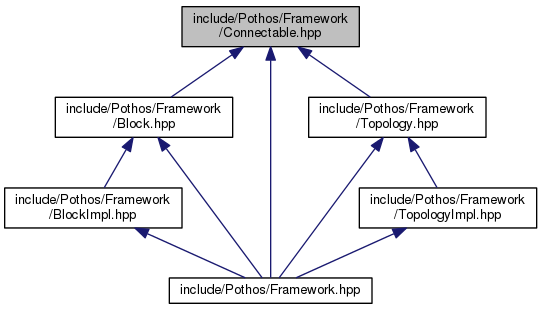 include/Pothos/Framework
/Connectable.hpp
include/Pothos/Framework
/Block.hpp
include/Pothos/Framework
/Topology.hpp
include/Pothos/Framework
/BlockImpl.hpp
include/Pothos/Framework
/TopologyImpl.hpp
include/Pothos/Framework.hpp